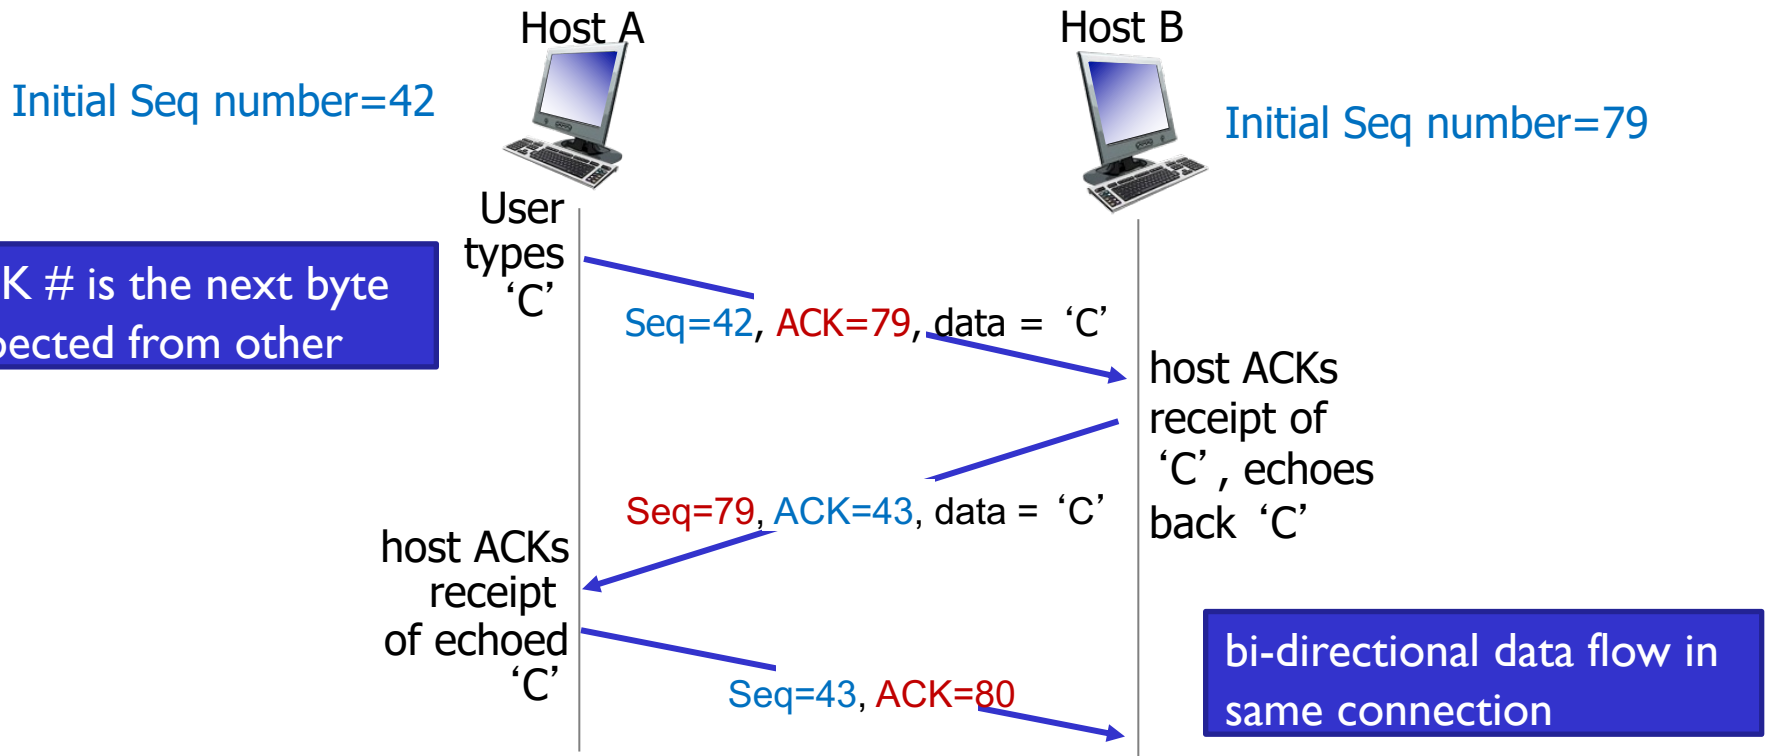 Host A
Host B
Initial Seq number=42
Initial Seq number=79
User
types
‘C’
K # is the next byte
pected from other
Seq=42, ACK=79, data = ‘C’
host ACKs
receipt of
‘C’, echoes
back ‘C’
Seq=79, ACK=43, data = ‘C’
host ACKs
receipt
of echoed
‘C’
Seq=43, ACK=80
bi-directional data flow in
same connection